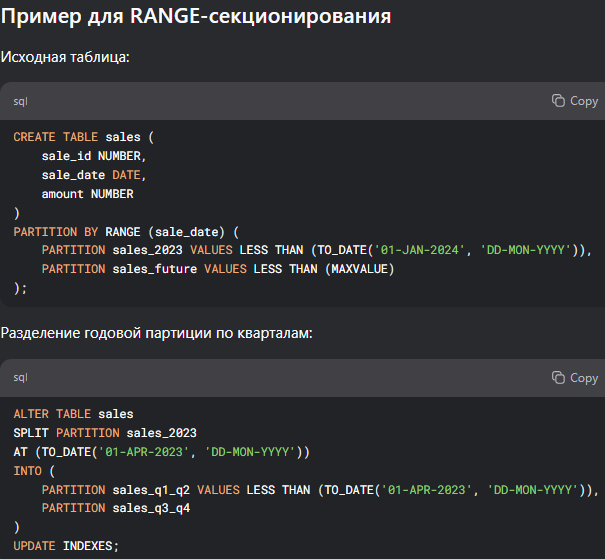 Пример для RANGE-секционирования
Исходная таблица:
sql
Copy
CREATE TABLE sales (
    sale_id NUMBER,
    sale_date DATE,
    amount NUMBER
)
PARTITION BY RANGE (sale_date) (
    PARTITION sales_2023 VALUES LESS THAN (TO_DATE('01-JAN-2024', 'DD-MON-YYYY')),
    PARTITION sales_future VALUES LESS THAN (MAXVALUE)
);
Разделение годовой партиции по кварталам:
sql
Copy
ALTER TABLE sales
SPLIT PARTITION sales_2023
AT (TO_DATE('01-APR-2023', 'DD-MON-YYYY'))
INTO (
    PARTITION sales_q1_q2 VALUES LESS THAN (TO_DATE('01-APR-2023', 'DD-MON-YYYY')),
    PARTITION sales_q3_q4
)
UPDATE INDEXES;